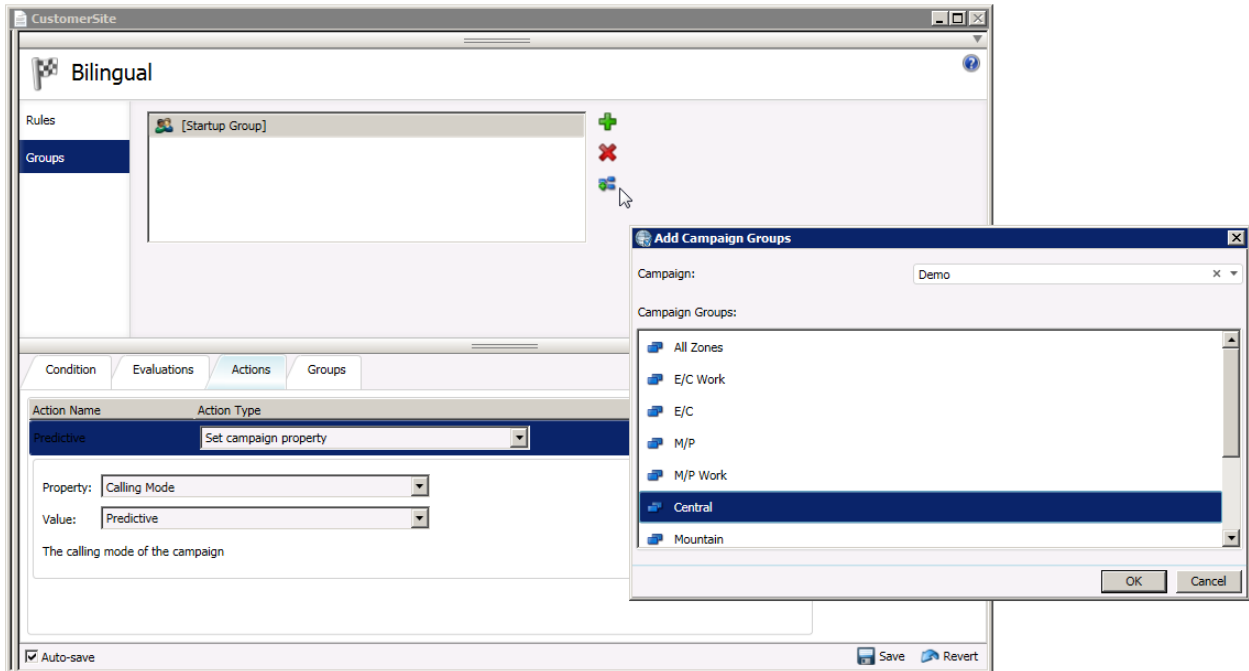 CustomerSite
Bilingual
Rules
Groups
[Startup Group]
Add Campaign Groups
Campaign:
Demo
Campaign Groups:
All Zones
E/C Work
E/C
M/P
M/P Work
Central
Mountain
OK
Cancel
Condition
Evaluations
Actions
Groups
Action Name
Action Type
Predictive
Set campaign property
Property:
Calling Mode
Value:
Predictive
The calling mode of the campaign
Auto-save
Save
Revert